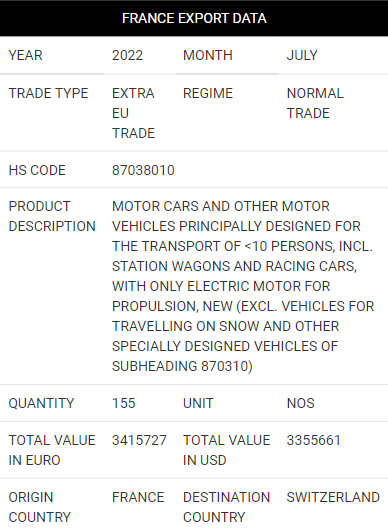 FRANCE EXPORT DATA
YEAR 2022 MONTH JULY
TRADE TYPE EXTRA EU TRADE REGIME NORMAL TRADE
HS CODE 87038010
PRODUCT DESCRIPTION
MOTOR CARS AND OTHER MOTOR
VEHICLES PRINCIPALLY DESIGNED FOR
THE TRANSPORT OF <10 PERSONS, INCL.
STATION WAGONS AND RACING CARS,
WITH ONLY ELECTRIC MOTOR FOR
PROPULSION, NEW (EXCL. VEHICLES FOR
TRAVELLING ON SNOW AND OTHER
SPECIALLY DESIGNED VEHICLES OF
SUBHEADING 870310)
QUANTITY 155 UNIT NOS
TOTAL VALUE IN EURO 3415727 TOTAL VALUE IN USD 3355661
ORIGIN COUNTRY FRANCE DESTINATION COUNTRY SWITZERLAND